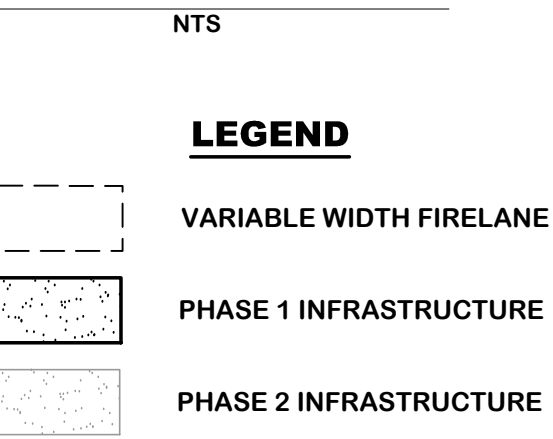 NTS
LEGEND
VARIABLE WIDTH FIRELANE
PHASE 1 INFRASTRUCTURE
PHASE 2 INFRASTRUCTURE